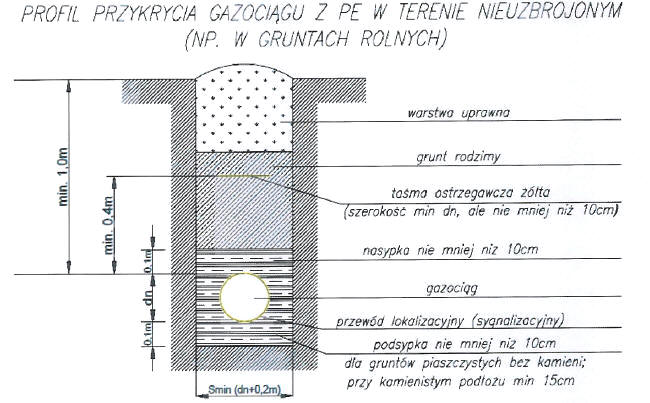 PROFIL PRZYKRYCIA GAZOCIĄGU Z PE W TERENIE NIEUZBROJONYM
(NP. W GRUNTACH ROLNYCH)
warstwa uprawna
grunt rodzimy
taśma ostrzegawcza żółta
(szerokość min dn, ale nie mniej niż 10cm)
nasypka nie mniej niż 10cm
gazociąg
przewód lokalizacyjny (sygnalizacyjny)
podsypka nie mniej niż 10cm
dla gruntów piaszczystych bez kamieni;
przy kamienistym podłożu min 15cm
min. 1,0m
min. 0,4m
0,1m
dn
0,1m
Smin (dn+0,2m)